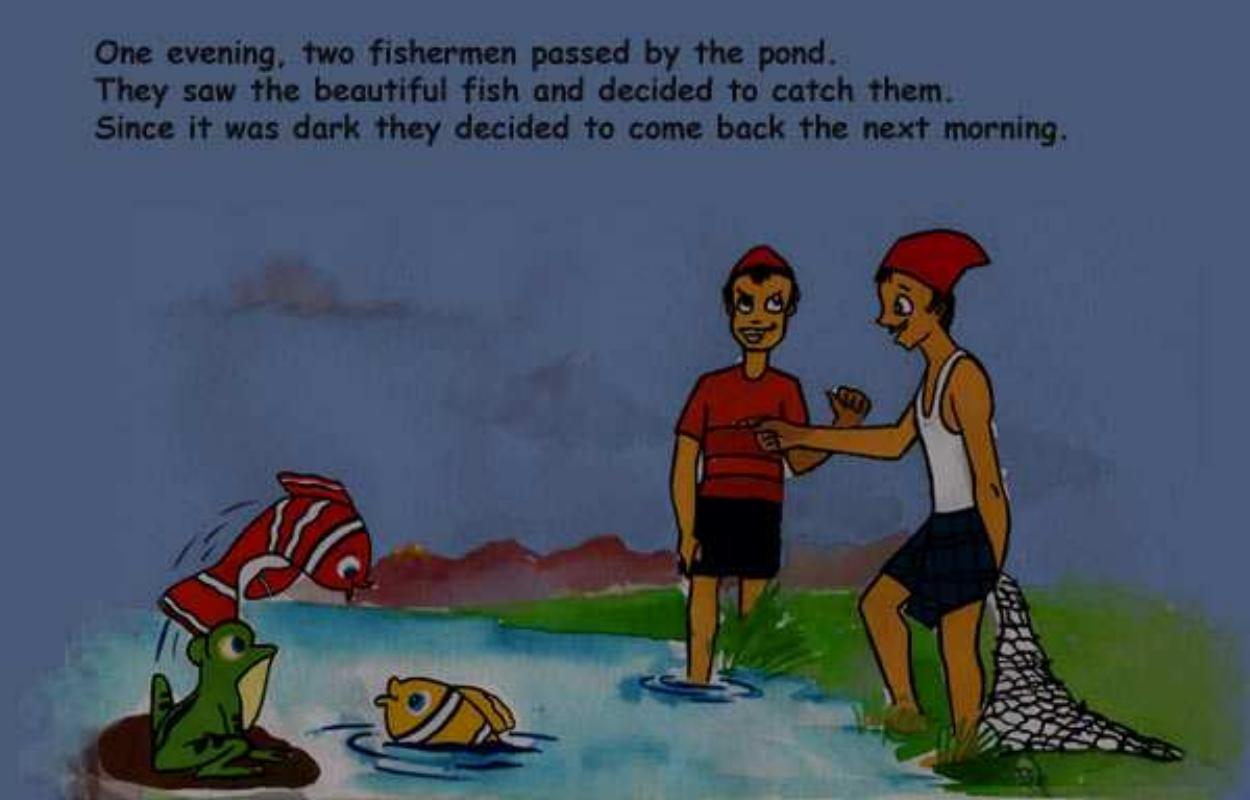 One evening, two fishermen passed by the pond.
They saw the beautiful fish and decided to catch them.
Since it was dark they decided to come back the next morning.